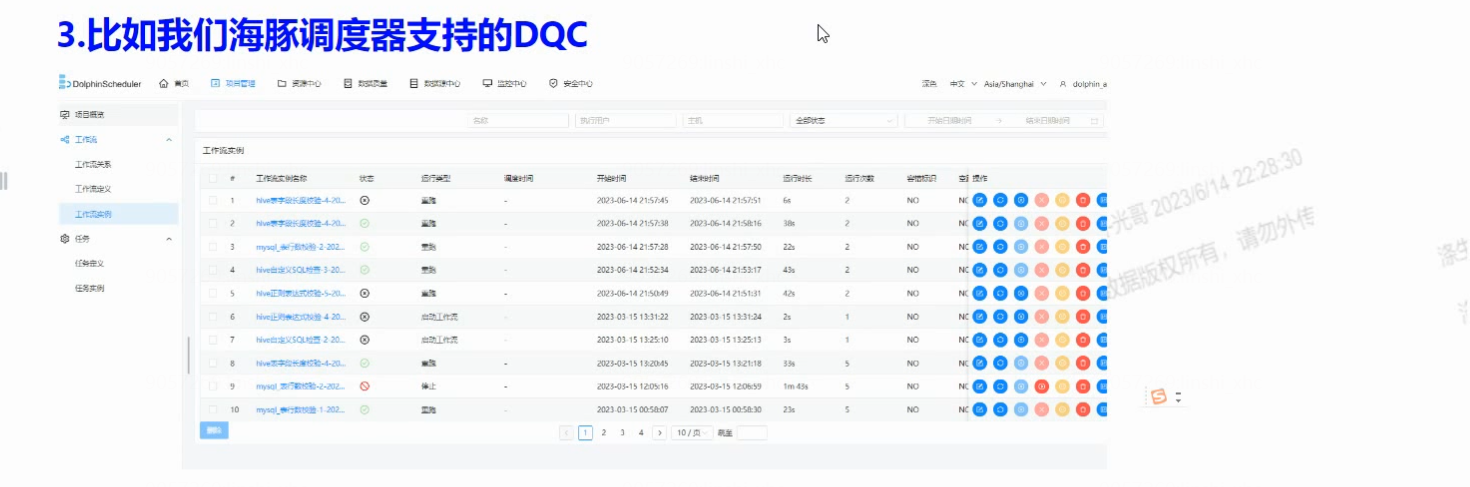 3.比如我们海豚调度器支持的DQC
DolphinScheduler 首页 项目管理 资源中心 数据质量 数据源中心 监控中心 安全中心 深色 中文 Asia/Shanghai dolphin_a
项目概览
名称 执行用户 主机 全部状态 开始日期时间 → 结束日期时间
工作流
工作流实例
工作流关系
# 工作流实例名称 状态 运行类型 调度时间 开始时间 结束时间 运行时长 运行次数 容错标识 操作
工作流定义
1 hive表字段长度校验-4-20... 重跑 - 2023-06-14 21:57:45 2023-06-14 21:57:51 6s 2 NO
工作流实例
2 hive表字段长度校验-4-20... 重跑 - 2023-06-14 21:57:38 2023-06-14 21:58:16 38s 2 NO
任务
3 mysql_表行数校验-2-202... 重跑 - 2023-06-14 21:57:28 2023-06-14 21:57:50 22s 2 NO
任务定义
4 hive自定义SQL检查-3-20... 重跑 - 2023-06-14 21:52:34 2023-06-14 21:53:17 43s 2 NO
任务实例
5 hive正则表达式校验-5-20... 重跑 - 2023-06-14 21:50:49 2023-06-14 21:51:31 42s 2 NO
6 hive正则表达式校验-4-20... 启动工作流 - 2023-03-15 13:31:22 2023-03-15 13:31:24 2s 1 NO
7 hive自定义SQL检查-2-20... 启动工作流 - 2023-03-15 13:25:10 2023-03-15 13:25:13 3s 1 NO
8 hive表字段长度校验-4-20... 重跑 - 2023-03-15 13:20:45 2023-03-15 13:21:18 33s 5 NO
9 mysql_表行数校验-2-202... 停止 - 2023-03-15 12:05:16 2023-03-15 12:06:59 1m 43s 5 NO
10 mysql_表行数校验-1-202... 重跑 - 2023-03-15 00:58:07 2023-03-15 00:58:30 23s 5 NO
删除 1 2 3 4 10 / 页 跳至
光哥 2023/6/14 22:28:30
数据版权所有，请勿外传
涤生